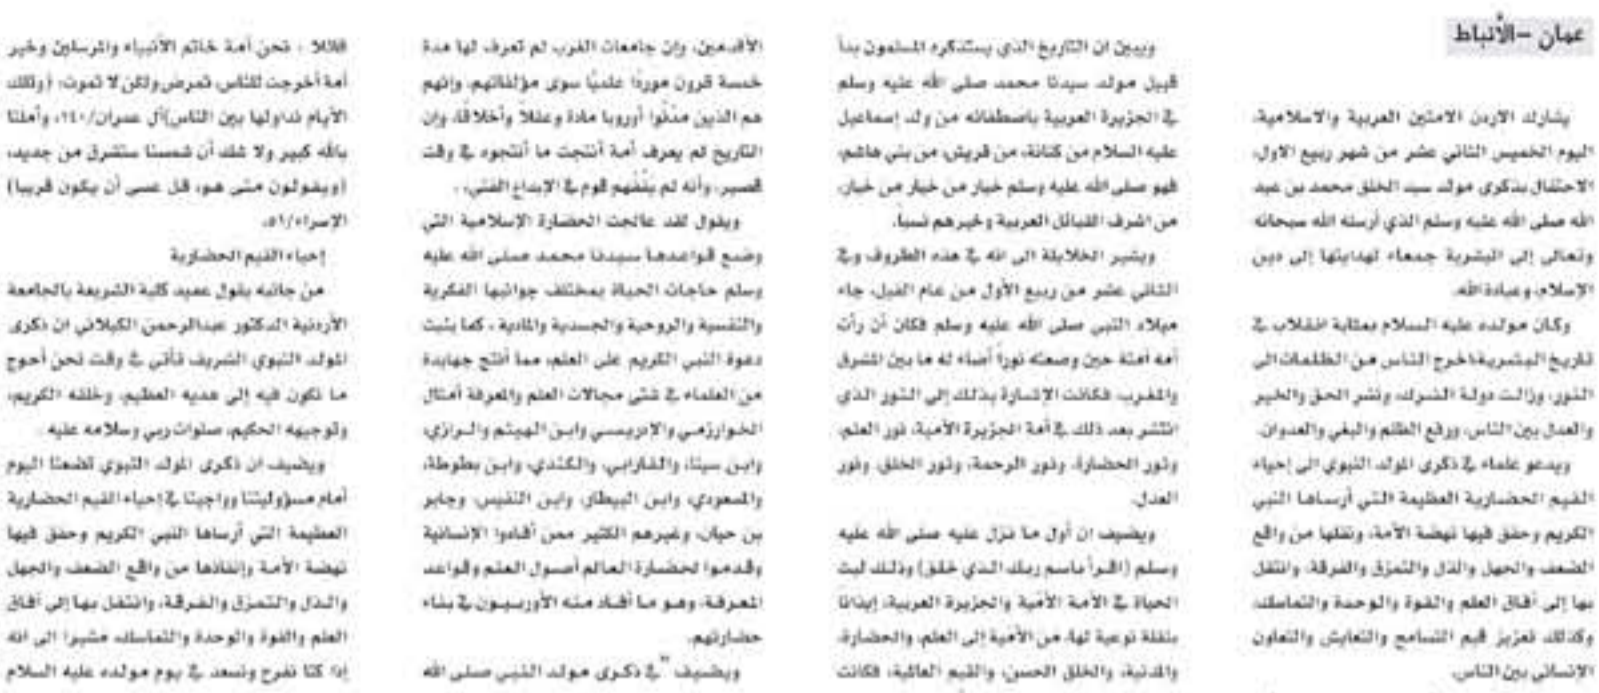 عمان -الأنباط
يشارك الاردن الامتين العربية والاسلامية،
اليوم الخميس الثاني عشر من شهر ربيع الاول،
الاحتفال بذكرى مولد سيد الخلق محمد بن عبد
الله صلى الله عليه وسلم الذي أرسله الله سبحانه
وتعالى إلى البشرية جمعاء لهدايتها إلى دين
الإسلام، وعبادة الله.
وكان مولده عليه السلام بمثابة انقلاب في
تاريخ البشرية؛اخرج الناس من الظلمات الى
النور، وزالت دولة الشرك، ونشر الحق والخير
والعدل بين الناس، ورفع الظلم والبغي والعدوان.
ويدعو علماء في ذكرى المولد النبوي الى إحياء
القيم الحضارية العظيمة التي أرساها النبي
الكريم وحقق فيها نهضة الأمة، ونقلها من واقع
الضعف والجهل والذل والتمزق والفرقة، وانتقل
بها إلى أفاق العلم والقوة والوحدة والتماسك،
وكذلك تعزيز قيم التسامح والتعايش والتعاون
الإنساني بين الناس.
ويبين ان التاريخ الذي يستذكره المسلمون بدأ
قبيل مولد سيدنا محمد صلى الله عليه وسلم
في الجزيرة العربية باصطفائه من ولد إسماعيل
عليه السلام من كنانة، من قريش، من بني هاشم،
فهو صلى الله عليه وسلم خيار من خيار من خيار،
من اشرف القبائل العربية وخيرهم نسباً.
ويشير الخلايلة الى انه في هذه الظروف وفي
الثاني عشر من ربيع الأول من عام الفيل، جاء
ميلاد النبي صلى الله عليه وسلم فكان أن رأت
أمه آمنة حين وضعته نوراً أضاء له ما بين المشرق
والمغرب، فكانت الإشارة بذلك إلى النور الذي
انتشر بعد ذلك في أمة الجزيرة الأمية، نور العلم،
ونور الحضارة، ونور الرحمة، ونور الخلق، ونور
العدل.
ويضيف ان أول ما نزل عليه صلى الله عليه
وسلم (اقرأ باسم ربك الذي خلق) وذلك لبث
الحياة في الأمة الأمية والجزيرة العربية، إيذانا
بنقلة نوعية لها، من الأمية إلى العلم، والحضارة،
والمدنية، والخلق الحسن، والقيم العالية، فكانت
الأقدمين، وإن جامعات الغرب لم تعرف لها مدة
خمسة قرون موردًا علميًا سوى مؤلفاتهم، وإنهم
هم الذين مدّنوا أوروبا مادة وعقلاً وأخلاقًا، وإن
التاريخ لم يعرف أمة أنتجت ما أنتجوه في وقت
قصير، وأنه لم يفُقهم قوم في الإبداع الفني،.
ويقول لقد عالجت الحضارة الإسلامية التي
وضع قواعدها سيدنا محمد صلى الله عليه
وسلم حاجات الحياة بمختلف جوانبها الفكرية
والنفسية والروحية والجسدية والمادية ، كما بنيت
دعوة النبي الكريم على العلم، مما أنتج جهابذة
من العلماء في شتى مجالات العلم والمعرفة أمثال
الخوارزمي والإدريسي وابن الهيثم والرازي،
وابن سينا، والفارابي، والكندي، وابن بطوطة،
والمسعودي، وابن البيطار، وابن النفيس، وجابر
بن حيان، وغيرهم الكثير ممن أفادوا الإنسانية
وقدموا لحضارة العالم أصول العلم وقواعد
المعرفة، وهو ما أفاد منه الأوربيون في بناء
حضارتهم.
ويضيف "في ذكرى مولد النبي صلى الله
قائلا : نحن أمة خاتم الأنبياء والمرسلين وخير
أمة أخرجت للناس، تمرض ولكن لا تموت، (وتلك
الأيام نداولها بين الناس)آل عمران/١٤٠، وأملنا
بالله كبير ولا شك أن شمسنا ستشرق من جديد،
(ويقولون متى هو، قل عسى أن يكون قريبا)
الإسراء/٥١.
إحياء القيم الحضارية
من جانبه يقول عميد كلية الشريعة بالجامعة
الأردنية الدكتور عبدالرحمن الكيلاني ان ذكرى
المولد النبوي الشريف تأتي في وقت نحن أحوج
ما نكون فيه إلى هديه العظيم، وخلقه الكريم،
وتوجيهه الحكيم، صلوات ربي وسلامه عليه .
ويضيف ان ذكرى المولد النبوي تضعنا اليوم
أمام مسؤوليتنا وواجبنا في إحياء القيم الحضارية
العظيمة التي أرساها النبي الكريم وحقق فيها
نهضة الأمة وإنقاذها من واقع الضعف والجهل
والذل والتمزق والفرقة، وانتقل بها إلى أفاق
العلم والقوة والوحدة والتماسك، مشيرا الى انه
إذا كنا نفرح ونسعد في يوم مولده عليه السلام